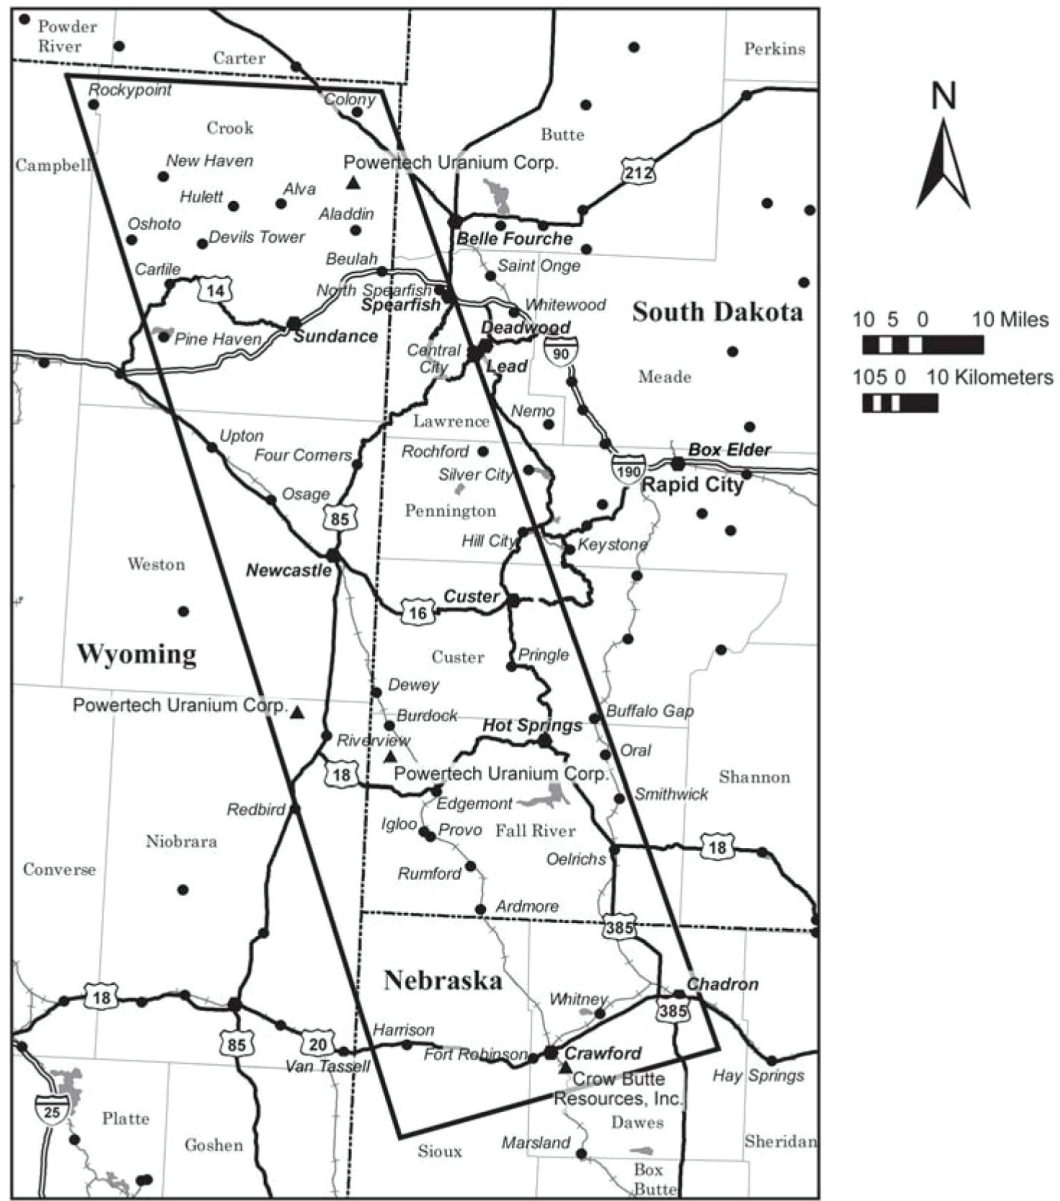 Powder
River
Carter
Perkins
Rockypoint
Colony
N
Crook
Butte
Campbell
New Haven
Powertech Uranium Corp.
212
Hulett
Alva
Aladdin
Oshoto
Devils Tower
Belle Fourche
Beulah
Saint Onge
Carlile
14
North Spearfish
Spearfish
Whitewood
South Dakota
10 5 0 10 Miles
Pine Haven
Sundance
Deadwood
Central
City
Lead
90
Meade
105 0 10 Kilometers
Nemo
Lawrence
Upton
Four Corners
Rochford
Box Elder
Silver City
190
Rapid City
Osage
85
Pennington
Hill City
Keystone
Weston
Newcastle
16
Custer
Wyoming
Custer
Pringle
Dewey
Powertech Uranium Corp.
Burdock
Buffalo Gap
Hot Springs
Riverview
Oral
18
Powertech Uranium Corp.
Shannon
Redbird
Edgemont
Smithwick
Igloo
Provo
Fall River
Niobrara
Oelrichs
18
Converse
Rumford
Ardmore
385
Nebraska
Chadron
18
Whitney
385
Harrison
85
20
Fort Robinson
Crawford
Van Tassell
Crow Butte
Resources, Inc.
Hay Springs
25
Platte
Dawes
Goshen
Sioux
Marsland
Sheridan
Box
Butte